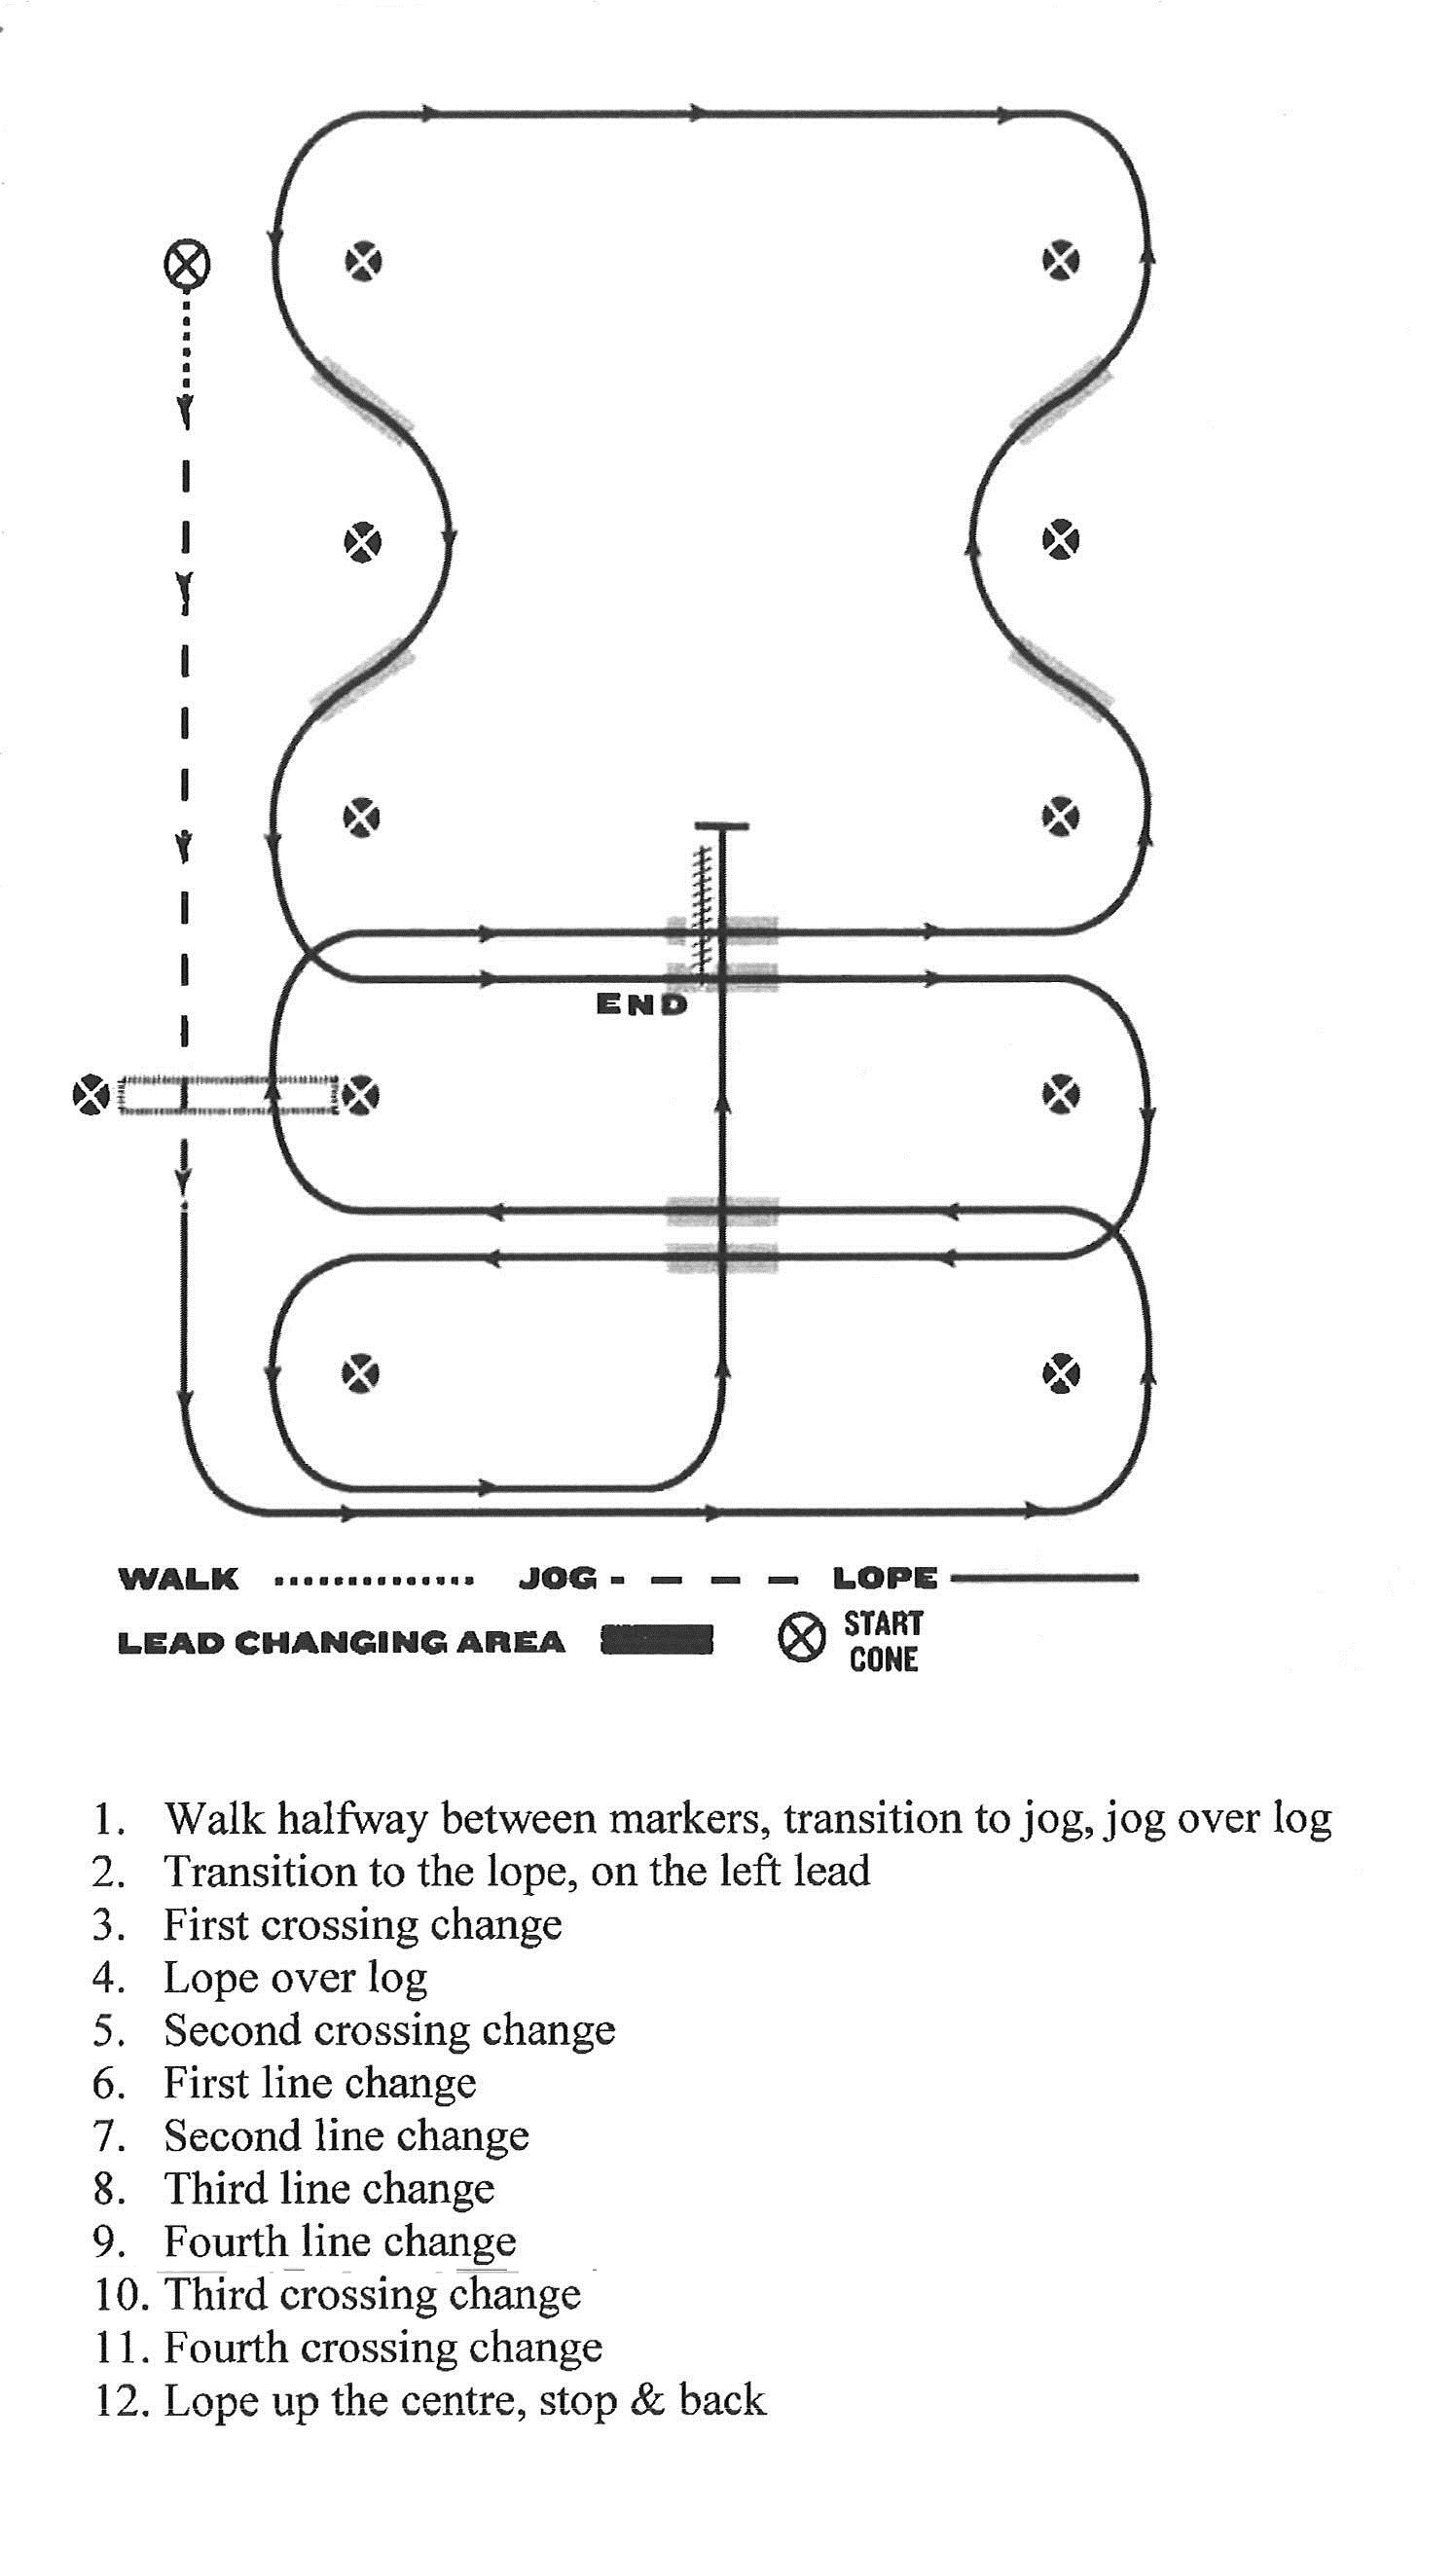 END
WALK JOG LOPE
LEAD CHANGING AREA START
CONE
1. Walk halfway between markers, transition to jog, jog over log
2. Transition to the lope, on the left lead
3. First crossing change
4. Lope over log
5. Second crossing change
6. First line change
7. Second line change
8. Third line change
9. Fourth line change
10. Third crossing change
11. Fourth crossing change
12. Lope up the centre, stop & back